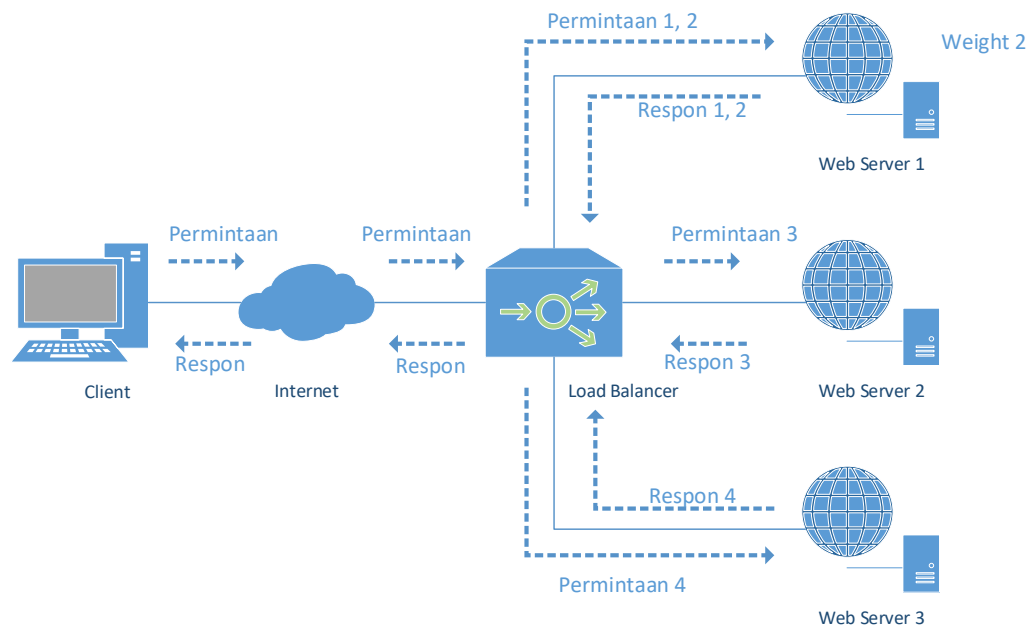 Permintaan 1, 2
Weight 2
Respon 1, 2
Web Server 1
Permintaan
Permintaan
Permintaan 3
Respon
Respon
Respon 3
Client
Internet
Load Balancer
Web Server 2
Respon 4
Permintaan 4
Web Server 3